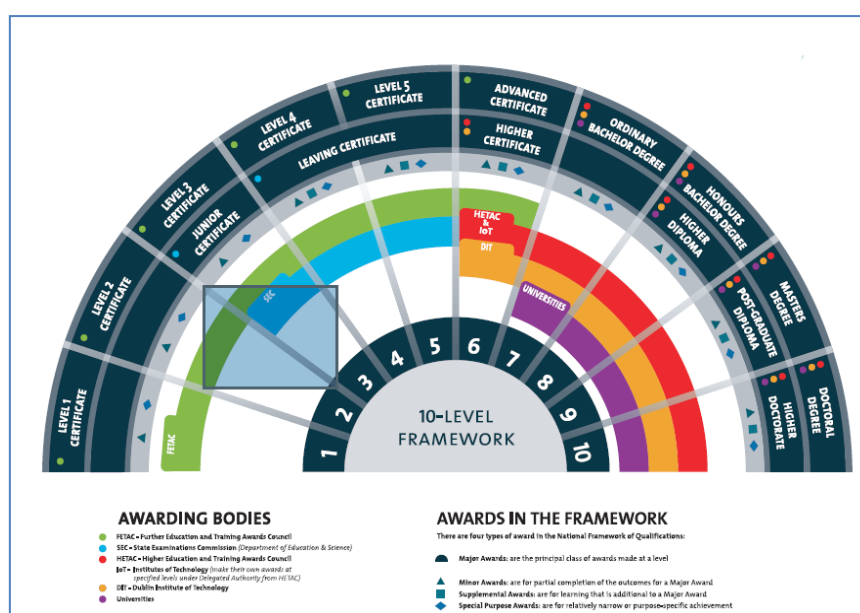 LEVEL 1
CERTIFICATE
LEVEL 2
CERTIFICATE
LEVEL 3
CERTIFICATE
LEVEL 4
CERTIFICATE
LEVEL 5
CERTIFICATE
ADVANCED
CERTIFICATE
ORDINARY
BACHELOR DEGREE
HONOURS
BACHELOR DEGREE
MASTERS
DEGREE
DOCTORAL
DEGREE
JUNIOR
CERTIFICATE
LEAVING CERTIFICATE
HIGHER
CERTIFICATE
HIGHER
DIPLOMA
POST-GRADUATE
DIPLOMA
HIGHER
DOCTORATE
FETAC
SEC
HETAC
&
IoT
DIT
UNIVERSITIES
1
2
3
4
5
6
7
8
9
10
10-LEVEL
FRAMEWORK
AWARDING BODIES
FETAC – Further Education and Training Awards Council
SEC – State Examinations Commission (Department of Education & Science)
HETAC – Higher Education and Training Awards Council
IoT – Institutes of Technology (make their own awards at
specified levels under Delegated Authority from HETAC)
DIT – Dublin Institute of Technology
Universities
AWARDS IN THE FRAMEWORK
There are four types of award in the National Framework of Qualifications:
Major Awards: are the principal class of awards made at a level
Minor Awards: are for partial completion of the outcomes for a Major Award
Supplemental Awards: are for learning that is additional to a Major Award
Special Purpose Awards: are for relatively narrow or purpose-specific achievement